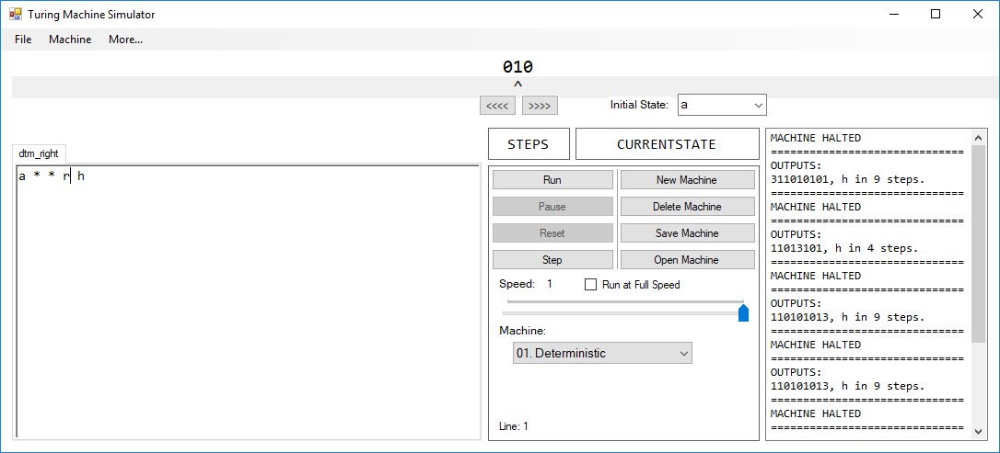 Turing Machine Simulator
File Machine More...
010
^
<<<< >>>> Initial State: a
dtm_right
a * * r h
STEPS CURRENTSTATE
Run New Machine
Pause Delete Machine
Reset Save Machine
Step Open Machine
Speed: 1 Run at Full Speed
Machine:
01. Deterministic
Line: 1
MACHINE HALTED
==============================
OUTPUTS:
311010101, h in 9 steps.
==============================
MACHINE HALTED
==============================
OUTPUTS:
11013101, h in 4 steps.
==============================
MACHINE HALTED
==============================
OUTPUTS:
110101013, h in 9 steps.
==============================
MACHINE HALTED
==============================
OUTPUTS:
110101013, h in 9 steps.
==============================
MACHINE HALTED
==============================